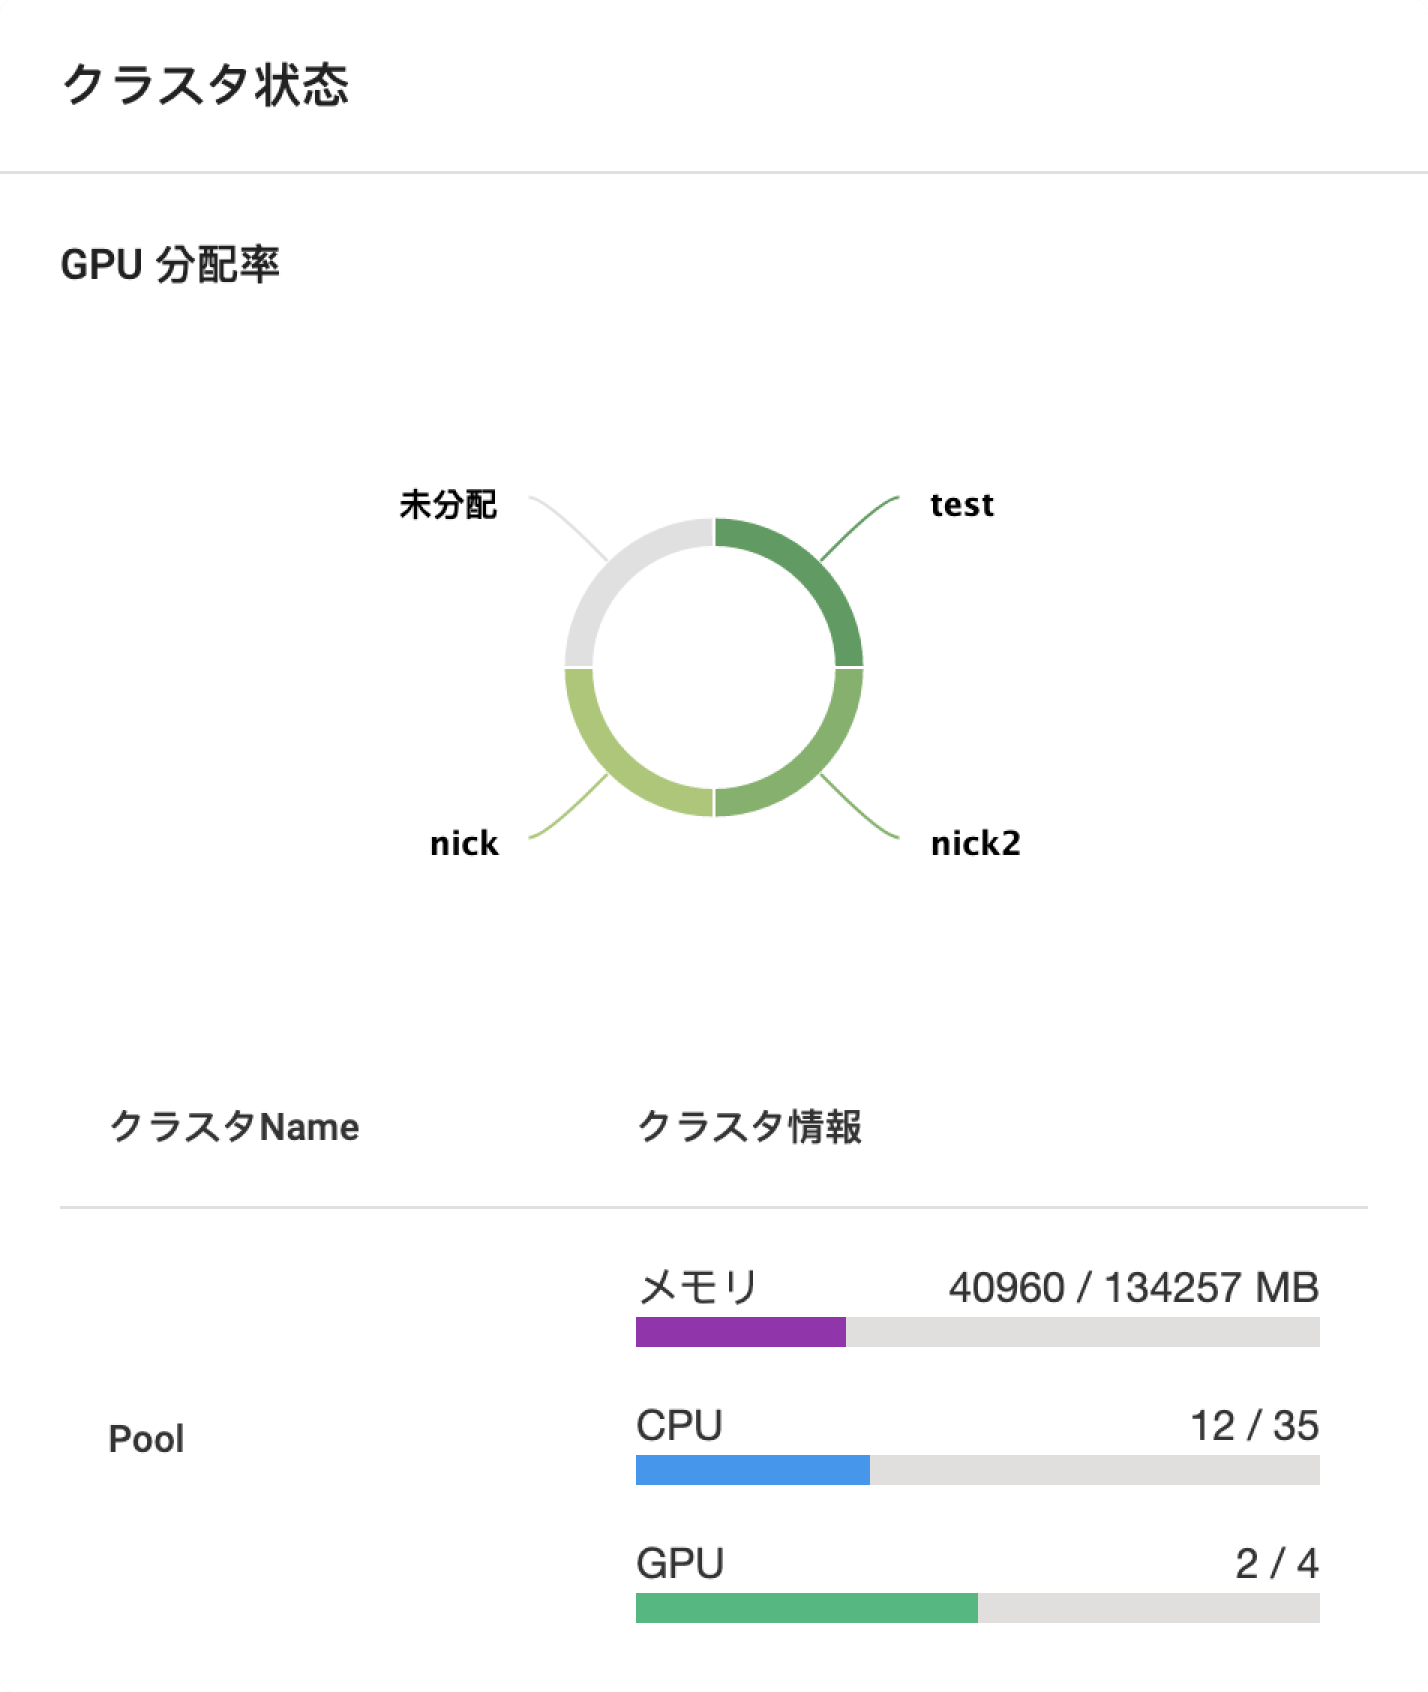 クラスタ状态
GPU 分配率
未分配
test
nick
nick2
クラスタName
クラスタ情報
メモリ 40960 / 134257 MB
Pool
CPU 12 / 35
GPU 2 / 4